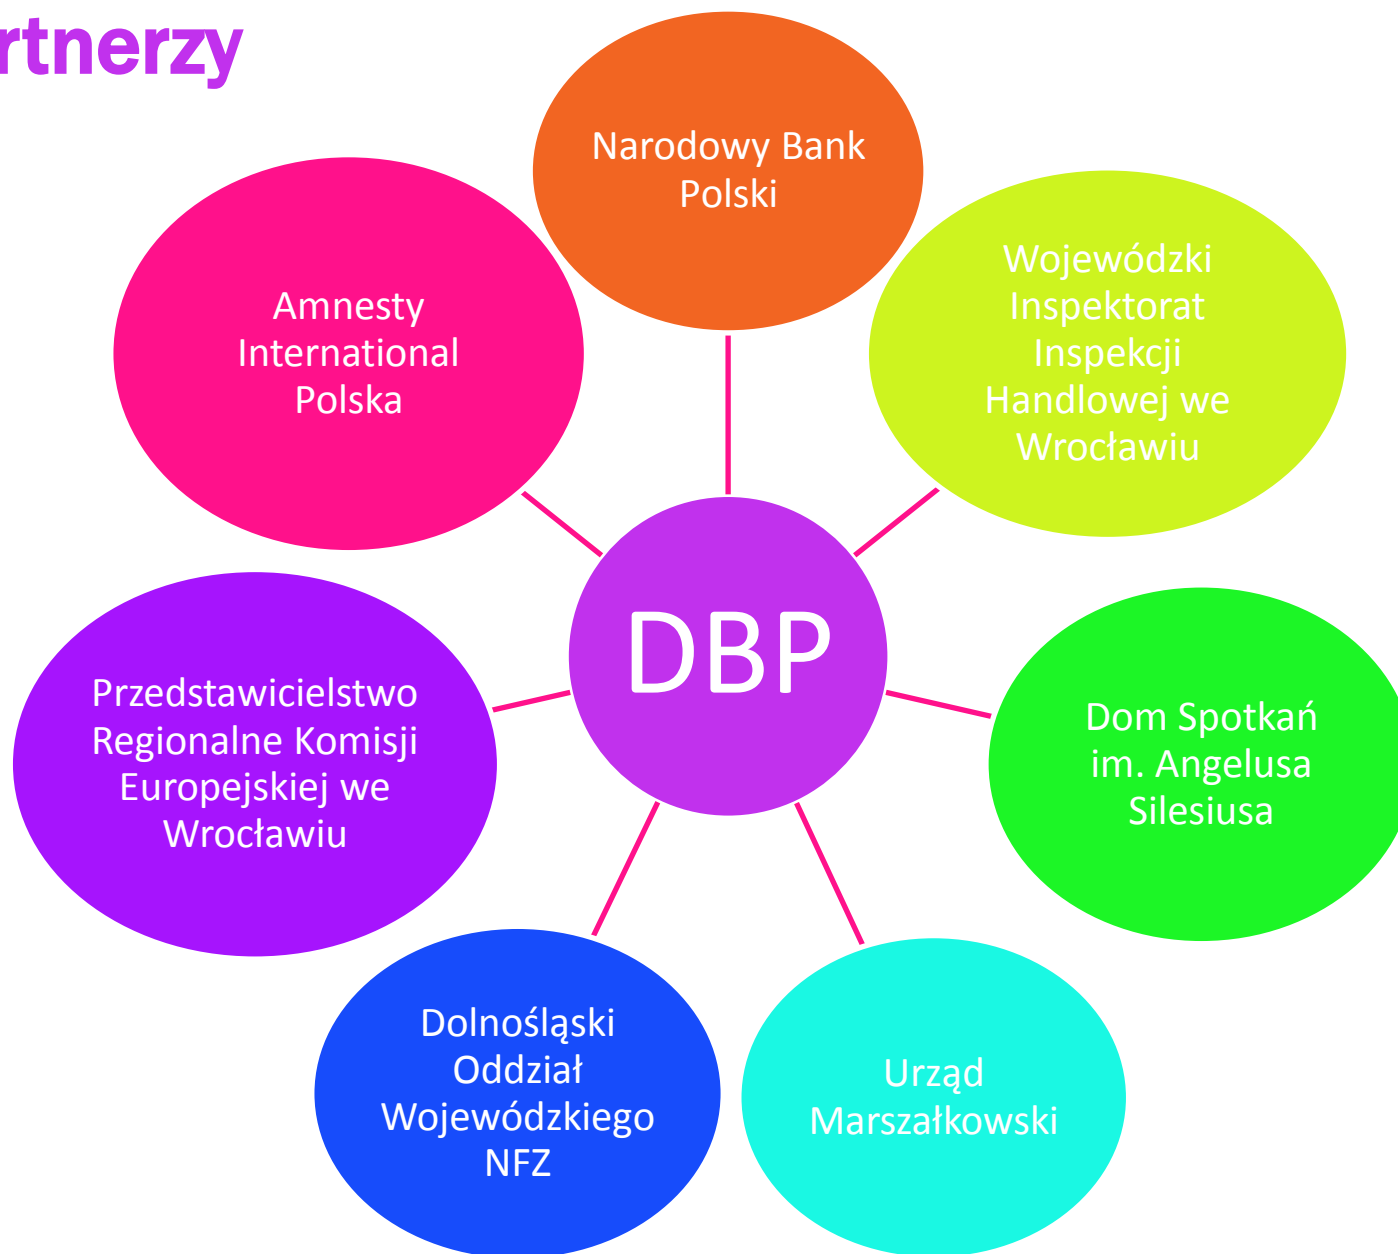 rtnerzy
Narodowy Bank
Polski
Wojewódzki
Inspektorat
Inspekcji
Handlowej we
Wrocławiu
Amnesty
International
Polska
DBP
Przedstawicielstwo
Regionalne Komisji
Europejskiej we
Wrocławiu
Dom Spotkań
im. Angelusa
Silesiusa
Dolnośląski
Oddział
Wojewódzkiego
NFZ
Urząd
Marszałkowski